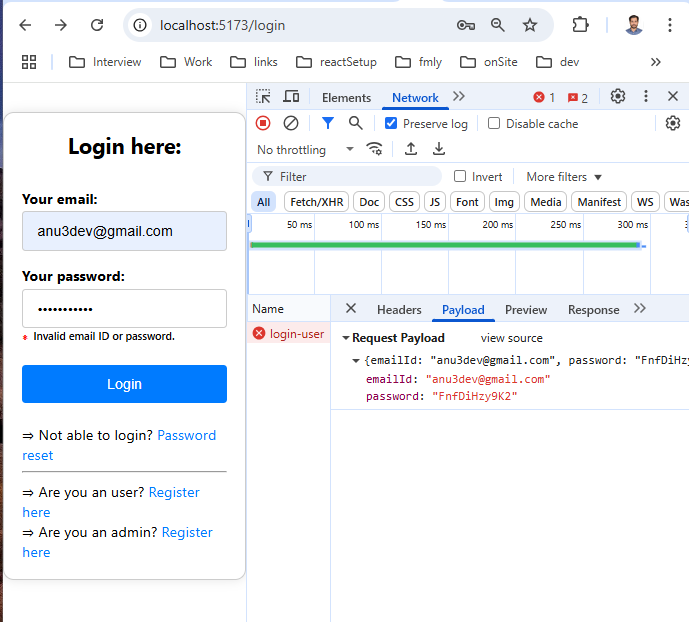 localhost:5173/login
Interview Work links reactSetup fmly onSite dev »
Elements Network » 1 2
Preserve log Disable cache
No throttling
Filter Invert More filters
All Fetch/XHR Doc CSS JS Font Img Media Manifest WS Was
50 ms 100 ms 150 ms 200 ms 250 ms 300 ms 3
Name Headers Payload Preview Response »
login-user
Request Payload view source
{emailId: "anu3dev@gmail.com", password: "FnfDiHzy
emailId: "anu3dev@gmail.com"
password: "FnfDiHzy9K2"
Login here:
Your email:
anu3dev@gmail.com
Your password:
•••••••••••
* Invalid email ID or password.
Login
⇒ Not able to login? Password
reset
⇒ Are you an user? Register
here
⇒ Are you an admin? Register
here